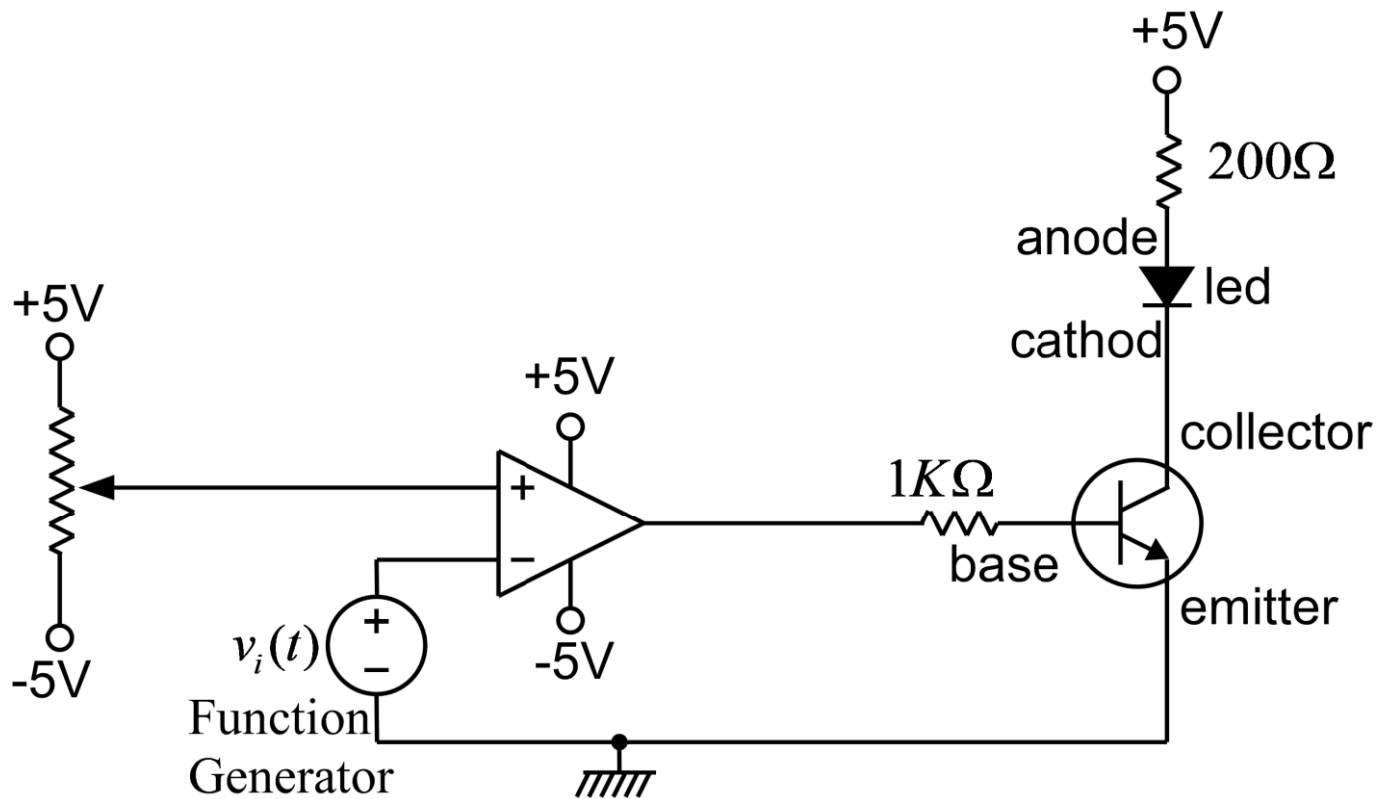 +5V
200Ω
anode
led
cathod
+5V
+5V
collector
1KΩ
+
base
−
emitter
+
-5V
-5V
vᵢ(t)
−
Function
Generator